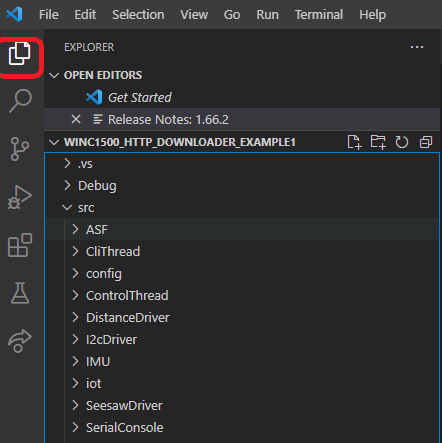 File Edit Selection View Go Run Terminal Help
EXPLORER
OPEN EDITORS
Get Started
Release Notes: 1.66.2
WINC1500_HTTP_DOWNLOADER_EXAMPLE1
.vs
Debug
src
ASF
CliThread
config
ControlThread
DistanceDriver
I2cDriver
IMU
iot
SeesawDriver
SerialConsole